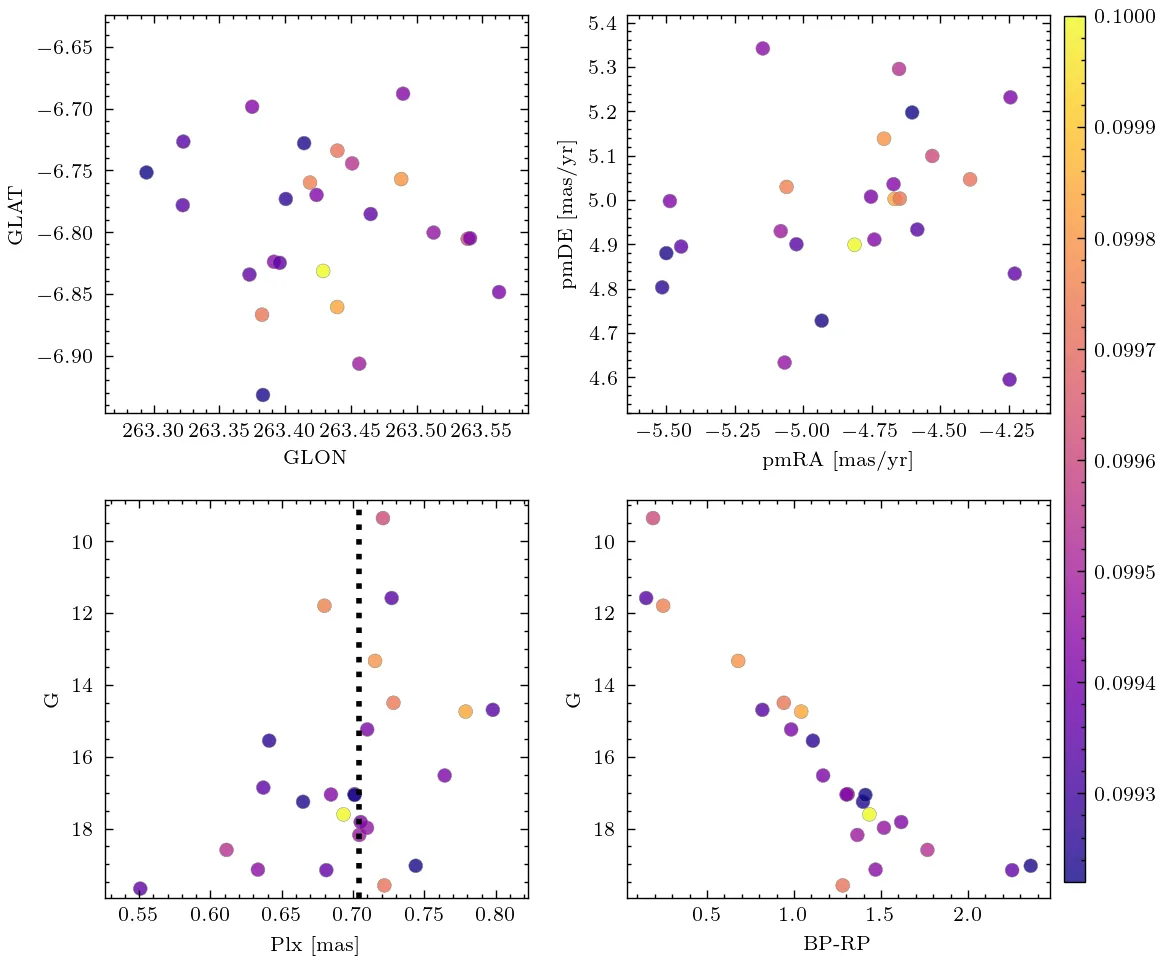 −6.65
−6.70
−6.75
−6.80
−6.85
−6.90
GLAT
263.30 263.35 263.40 263.45 263.50 263.55
GLON
5.4
5.3
5.2
5.1
5.0
4.9
4.8
4.7
4.6
pmDE [mas/yr]
−5.50 −5.25 −5.00 −4.75 −4.50 −4.25
pmRA [mas/yr]
0.1000
0.0999
0.0998
0.0997
0.0996
0.0995
0.0994
0.0993
10
12
14
16
18
G
0.55 0.60 0.65 0.70 0.75 0.80
Plx [mas]
10
12
14
16
18
G
0.5 1.0 1.5 2.0
BP-RP